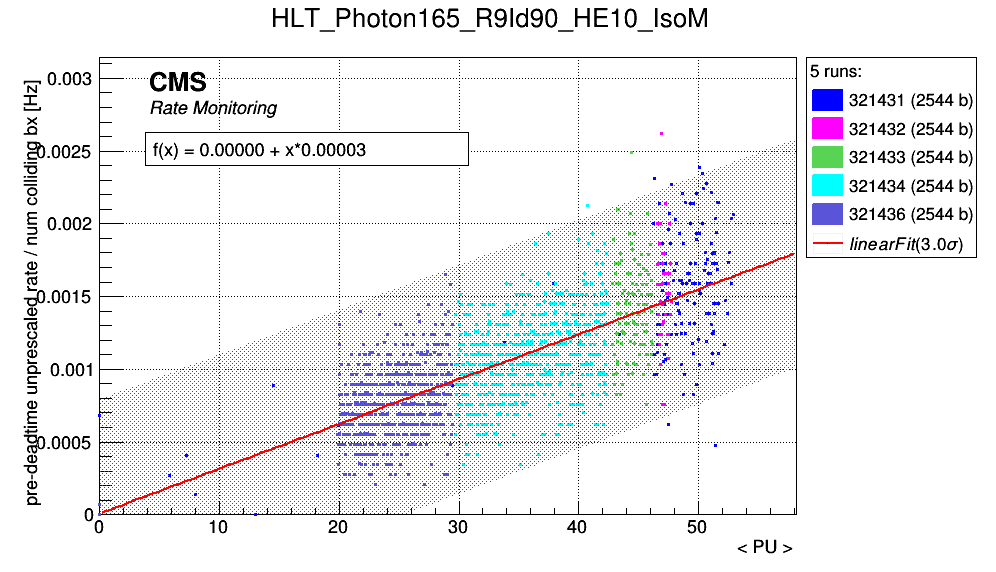 HLT_Photon165_R9Id90_HE10_IsoM
pre-deadtime unprescaled rate / num colliding bx [Hz]
0.003
0.0025
0.002
0.0015
0.001
0.0005
0
CMS
Rate Monitoring
f(x) = 0.00000 + x*0.00003
0 10 20 30 40 50
< PU >
5 runs:
321431 (2544 b)
321432 (2544 b)
321433 (2544 b)
321434 (2544 b)
321436 (2544 b)
linearFit(3.0σ)